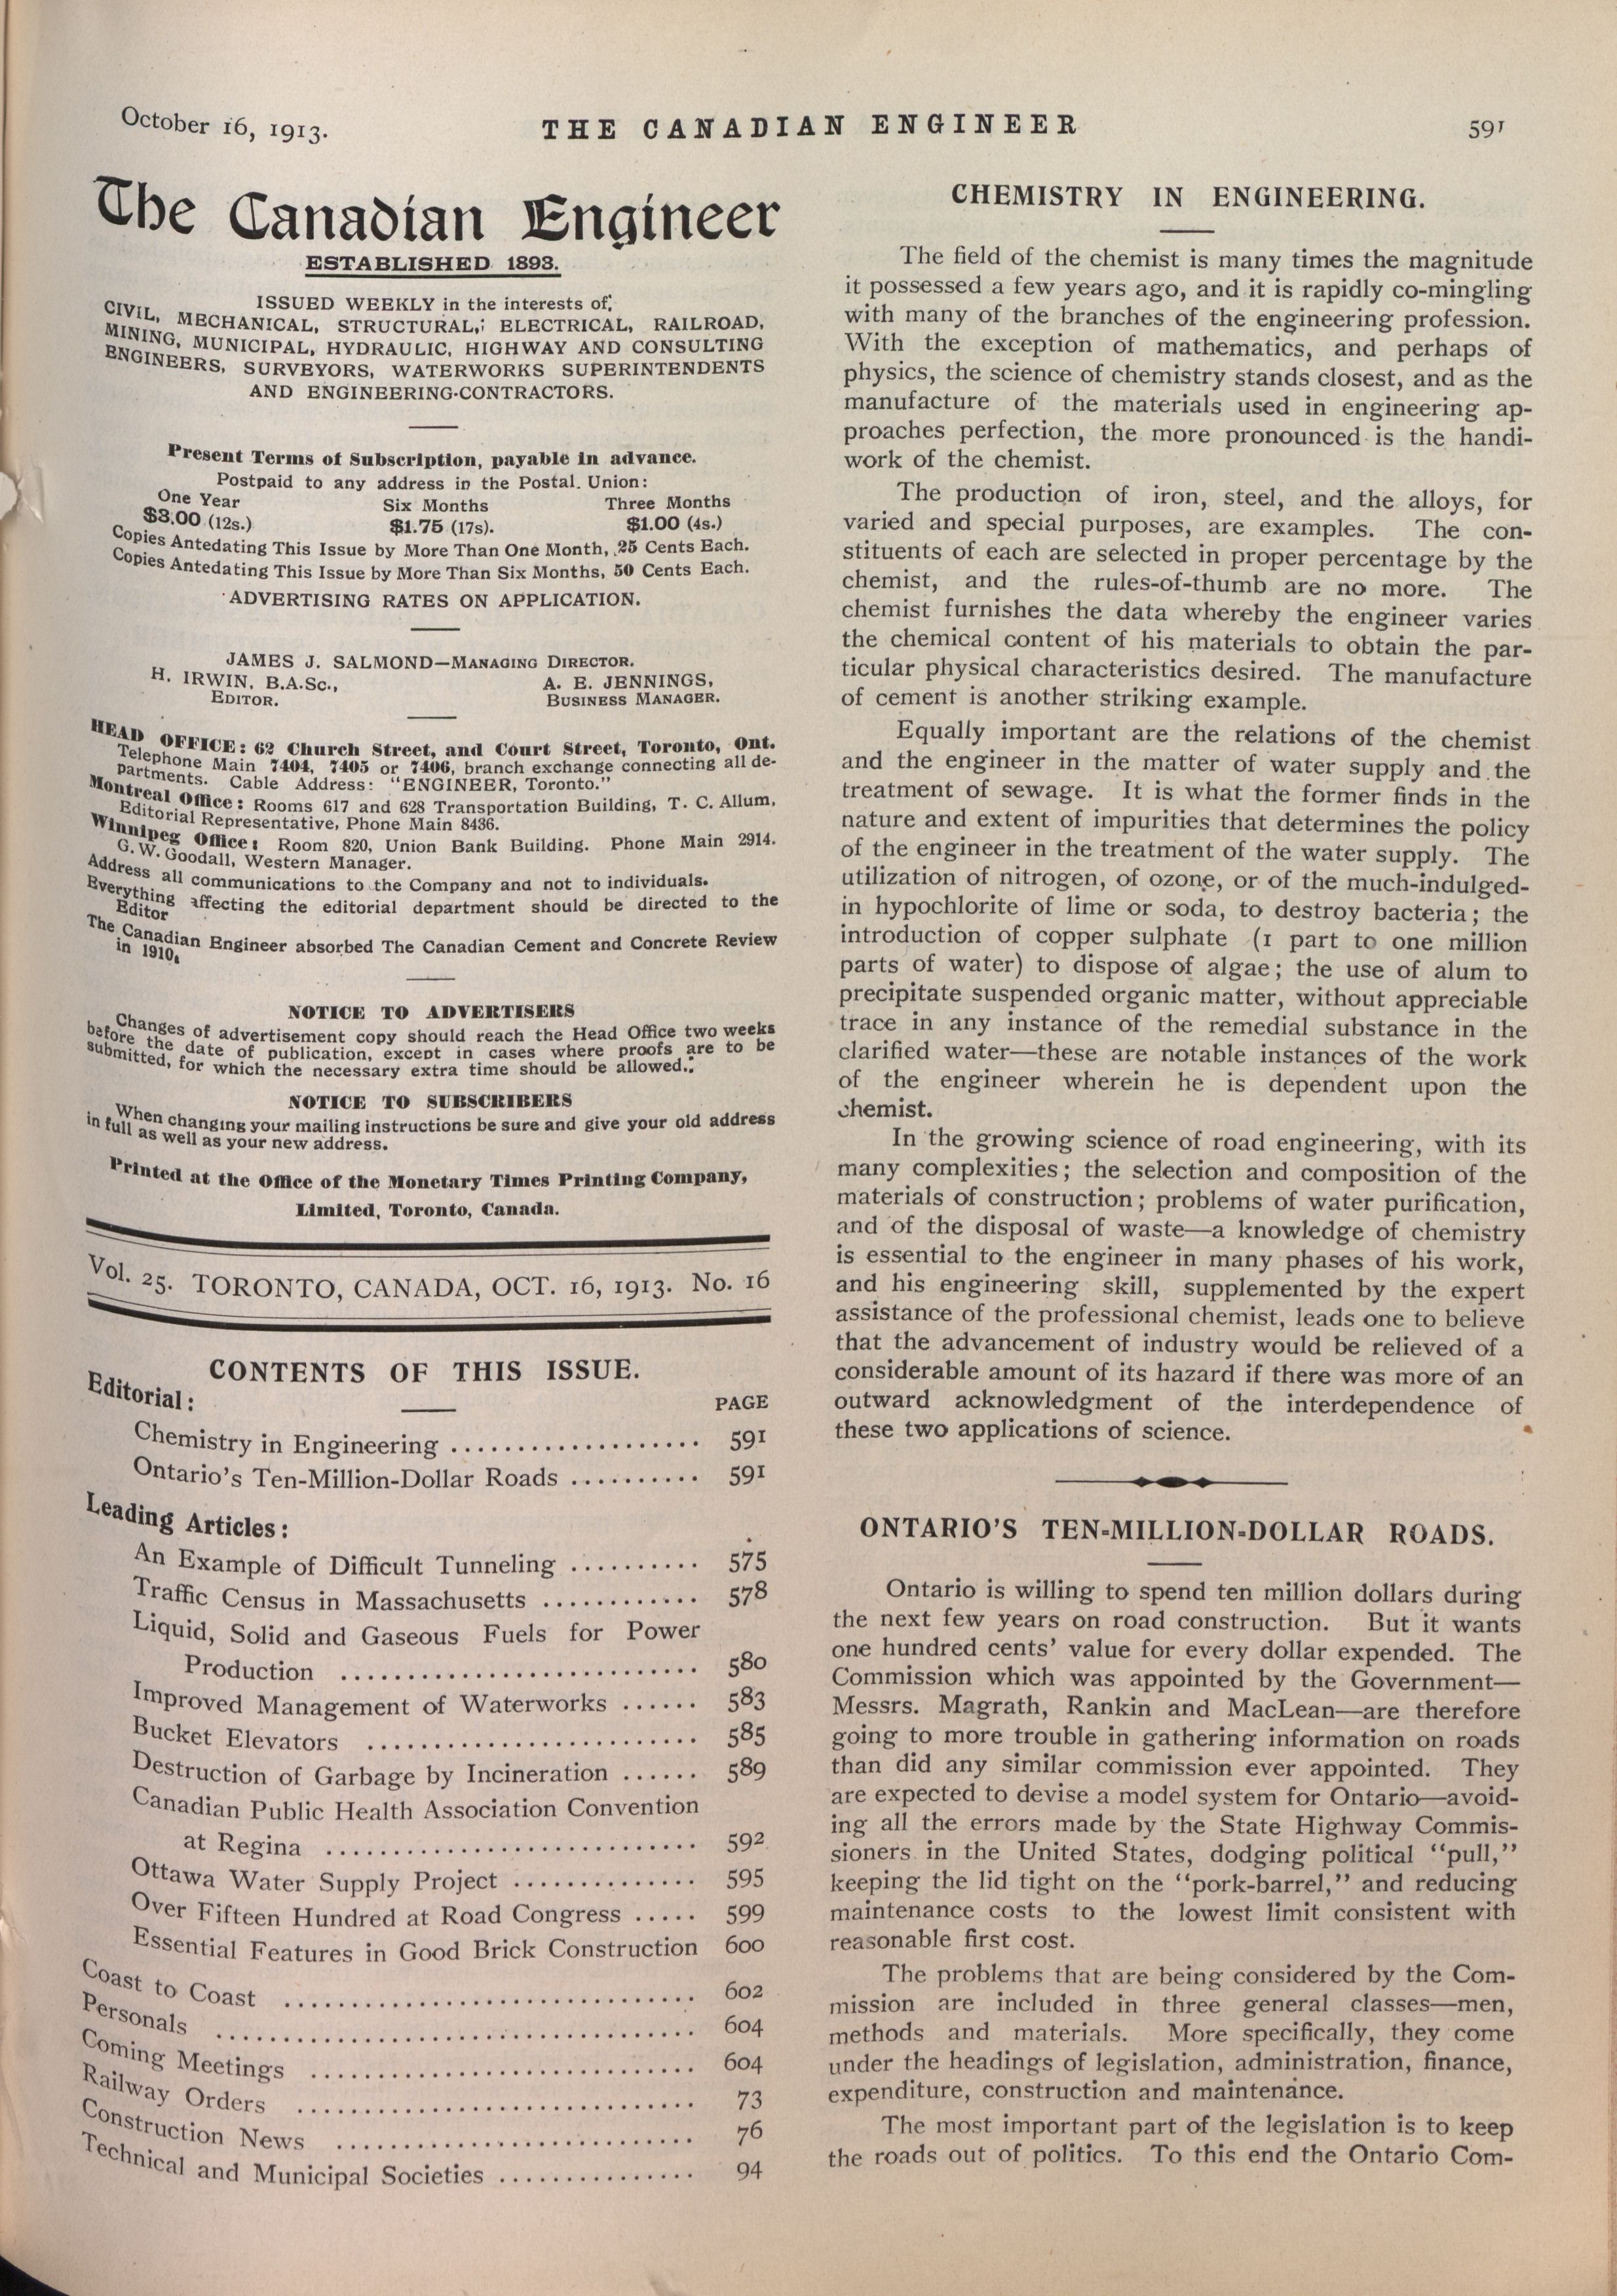 October 16, 1913.
THE CANADIAN ENGINEER
591
The Canadian Engineer
ESTABLISHED 1893.
ISSUED WEEKLY in the interests of
CIVIL, MECHANICAL, STRUCTURAL, ELECTRICAL, RAILROAD,
MINING, MUNICIPAL, HYDRAULIC, HIGHWAY AND CONSULTING
ENGINEERS, SURVEYORS, WATERWORKS SUPERINTENDENTS
AND ENGINEERING-CONTRACTORS.
Present Terms of Subscription, payable in advance.
Postpaid to any address in the Postal Union:
One Year Six Months Three Months
$3.00 (12s.) $1.75 (17s). $1.00 (4s.)
Copies Antedating This Issue by More Than One Month, 25 Cents Each.
Copies Antedating This Issue by More Than Six Months, 50 Cents Each.
ADVERTISING RATES ON APPLICATION.
JAMES J. SALMOND—MANAGING DIRECTOR.
H. IRWIN, B.A.Sc., A. E. JENNINGS,
EDITOR. BUSINESS MANAGER.
HEAD OFFICE: 62 Church Street, and Court Street, Toronto, Ont.
Telephone Main 7404, 7405 or 7406, branch exchange connecting all de-
partments. Cable Address: "ENGINEER, Toronto."
Montreal Office: Rooms 617 and 628 Transportation Building, T. C. Allum,
Editorial Representative, Phone Main 8436.
Winnipeg Office: Room 820, Union Bank Building. Phone Main 2914.
G. W. Goodall, Western Manager.
Address all communications to the Company and not to individuals.
Everything affecting the editorial department should be directed to the
Editor
The Canadian Engineer absorbed The Canadian Cement and Concrete Review
in 1910.
NOTICE TO ADVERTISERS
Changes of advertisement copy should reach the Head Office two weeks
before the date of publication, except in cases where proofs are to be
submitted, for which the necessary extra time should be allowed.
NOTICE TO SUBSCRIBERS
When changing your mailing instructions be sure and give your old address
in full as well as your new address.
Printed at the Office of the Monetary Times Printing Company,
Limited, Toronto, Canada.
Vol. 25. TORONTO, CANADA, OCT. 16, 1913. No. 16
CONTENTS OF THIS ISSUE.
Editorial: PAGE
Chemistry in Engineering ................... 591
Ontario's Ten-Million-Dollar Roads .......... 591
Leading Articles:
An Example of Difficult Tunneling .......... 575
Traffic Census in Massachusetts ............ 578
Liquid, Solid and Gaseous Fuels for Power
Production ........................... 580
Improved Management of Waterworks ...... 583
Bucket Elevators ......................... 585
Destruction of Garbage by Incineration ...... 589
Canadian Public Health Association Convention
at Regina ............................ 592
Ottawa Water Supply Project .............. 595
Over Fifteen Hundred at Road Congress ..... 599
Essential Features in Good Brick Construction 600
Coast to Coast ............................... 602
Personals .................................... 604
Coming Meetings ............................. 604
Railway Orders .............................. 73
Construction News ........................... 76
Technical and Municipal Societies ............... 94
CHEMISTRY IN ENGINEERING.
The field of the chemist is many times the magnitude
it possessed a few years ago, and it is rapidly co-mingling
with many of the branches of the engineering profession.
With the exception of mathematics, and perhaps of
physics, the science of chemistry stands closest, and as the
manufacture of the materials used in engineering ap-
proaches perfection, the more pronounced is the handi-
work of the chemist.
The production of iron, steel, and the alloys, for
varied and special purposes, are examples. The con-
stituents of each are selected in proper percentage by the
chemist, and the rules-of-thumb are no more. The
chemist furnishes the data whereby the engineer varies
the chemical content of his materials to obtain the par-
ticular physical characteristics desired. The manufacture
of cement is another striking example.
Equally important are the relations of the chemist
and the engineer in the matter of water supply and the
treatment of sewage. It is what the former finds in the
nature and extent of impurities that determines the policy
of the engineer in the treatment of the water supply. The
utilization of nitrogen, of ozone, or of the much-indulged-
in hypochlorite of lime or soda, to destroy bacteria; the
introduction of copper sulphate (1 part to one million
parts of water) to dispose of algae; the use of alum to
precipitate suspended organic matter, without appreciable
trace in any instance of the remedial substance in the
clarified water—these are notable instances of the work
of the engineer wherein he is dependent upon the
chemist.
In the growing science of road engineering, with its
many complexities; the selection and composition of the
materials of construction; problems of water purification,
and of the disposal of waste—a knowledge of chemistry
is essential to the engineer in many phases of his work,
and his engineering skill, supplemented by the expert
assistance of the professional chemist, leads one to believe
that the advancement of industry would be relieved of a
considerable amount of its hazard if there was more of an
outward acknowledgment of the interdependence of
these two applications of science.
ONTARIO'S TEN-MILLION-DOLLAR ROADS.
Ontario is willing to spend ten million dollars during
the next few years on road construction. But it wants
one hundred cents' value for every dollar expended. The
Commission which was appointed by the Government—
Messrs. Magrath, Rankin and MacLean—are therefore
going to more trouble in gathering information on roads
than did any similar commission ever appointed. They
are expected to devise a model system for Ontario—avoid-
ing all the errors made by the State Highway Commis-
sioners in the United States, dodging political "pull,"
keeping the lid tight on the "pork-barrel," and reducing
maintenance costs to the lowest limit consistent with
reasonable first cost.
The problems that are being considered by the Com-
mission are included in three general classes—men,
methods and materials. More specifically, they come
under the headings of legislation, administration, finance,
expenditure, construction and maintenance.
The most important part of the legislation is to keep
the roads out of politics. To this end the Ontario Com-